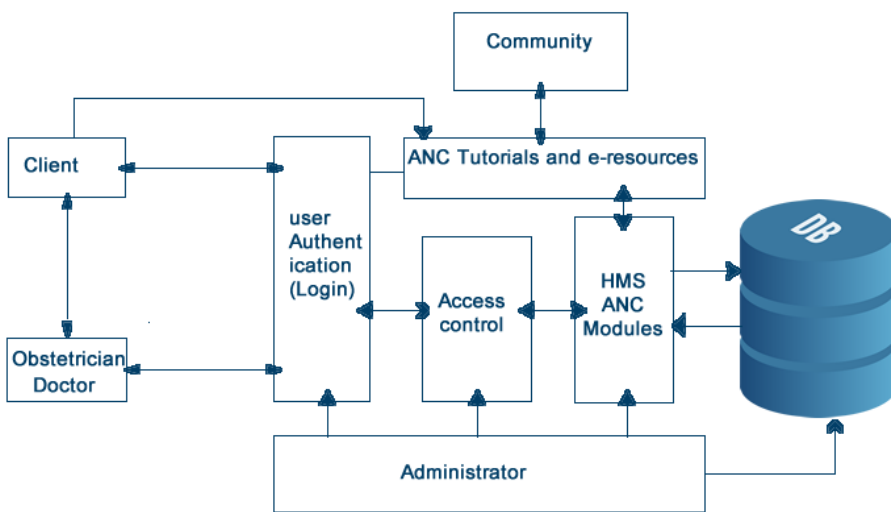 Community
Client
ANC Tutorials and e-resources
user
Authent
ication
(Login)
Access
control
HMS
ANC
Modules
DB
Obstetrician
Doctor
Administrator